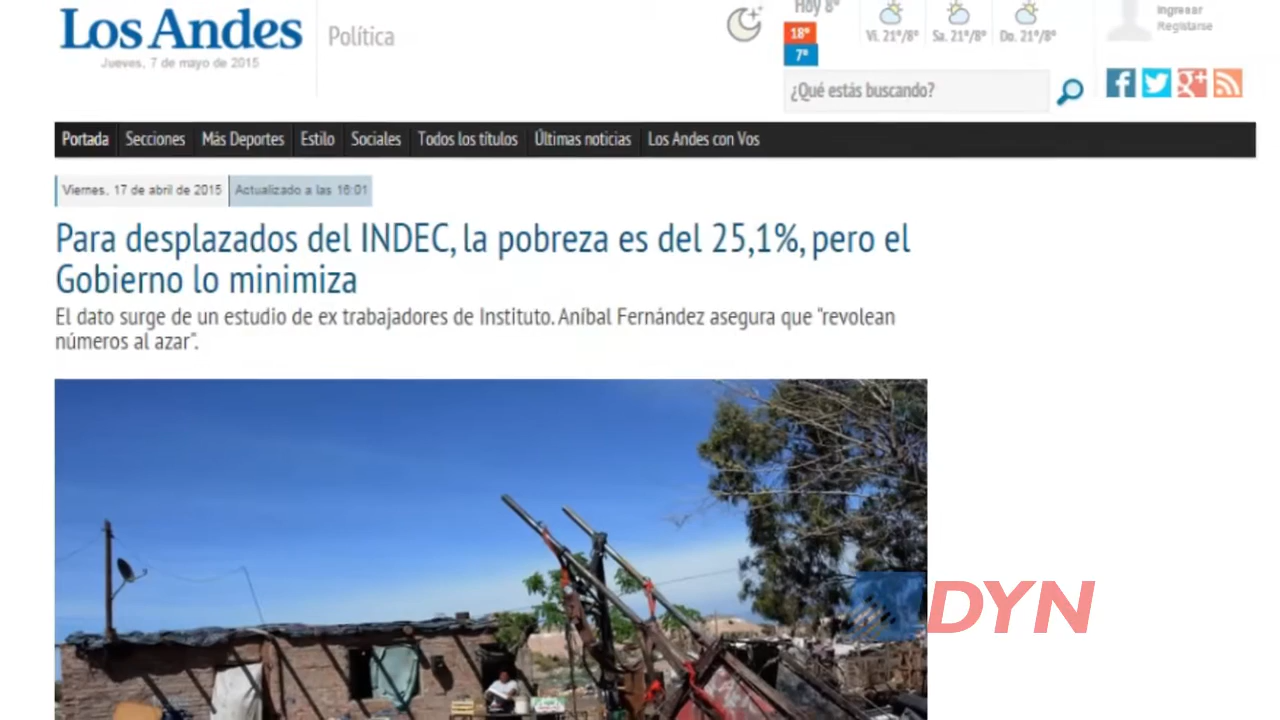 Los Andes
Política
Jueves, 7 de mayo de 2015
Hoy 8°
18°
7°
Vi. 21°/8°
Sa. 21°/8°
Do. 21°/8°
Ingresar
Registarse
¿Qué estás buscando?
Portada Secciones Más Deportes Estilo Sociales Todos los títulos Últimas noticias Los Andes con Vos
Viernes, 17 de abril de 2015 Actualizado a las 16:01
Para desplazados del INDEC, la pobreza es del 25,1%, pero el
Gobierno lo minimiza
El dato surge de un estudio de ex trabajadores de Instituto. Aníbal Fernández asegura que "revolean
números al azar".
DYN